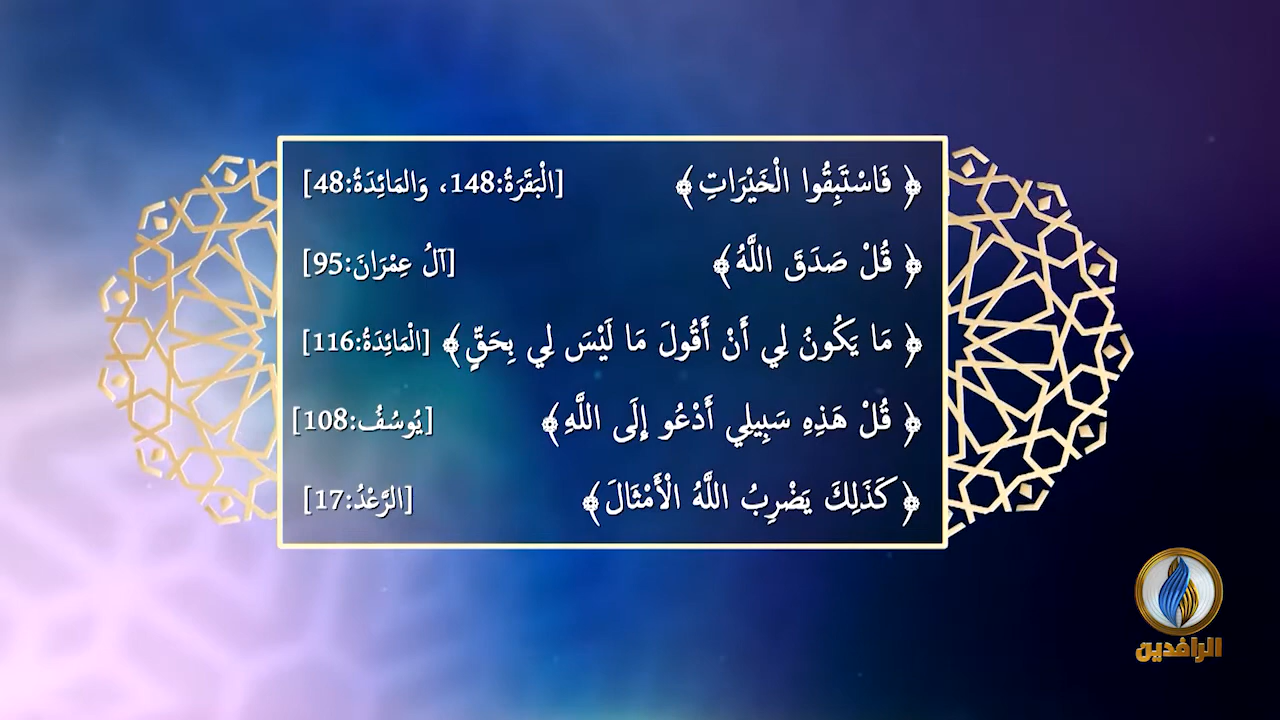 ﴿ فَاسْتَبِقُوا الْخَيْرَاتِ ﴾ [الْبَقَرَةُ:148، وَالمَائِدَةُ:48]
﴿ قُلْ صَدَقَ اللَّهُ ﴾ [آلُ عِمْرَانَ:95]
﴿ مَا يَكُونُ لِي أَنْ أَقُولَ مَا لَيْسَ لِي بِحَقٍّ ﴾ [الْمَائِدَةُ:116]
﴿ قُلْ هَذِهِ سَبِيلِي أَدْعُو إِلَى اللَّهِ ﴾ [يُوسُفُ:108]
﴿ كَذَلِكَ يَضْرِبُ اللَّهُ الْأَمْثَالَ ﴾ [الرَّعْدُ:17]
الرافدين